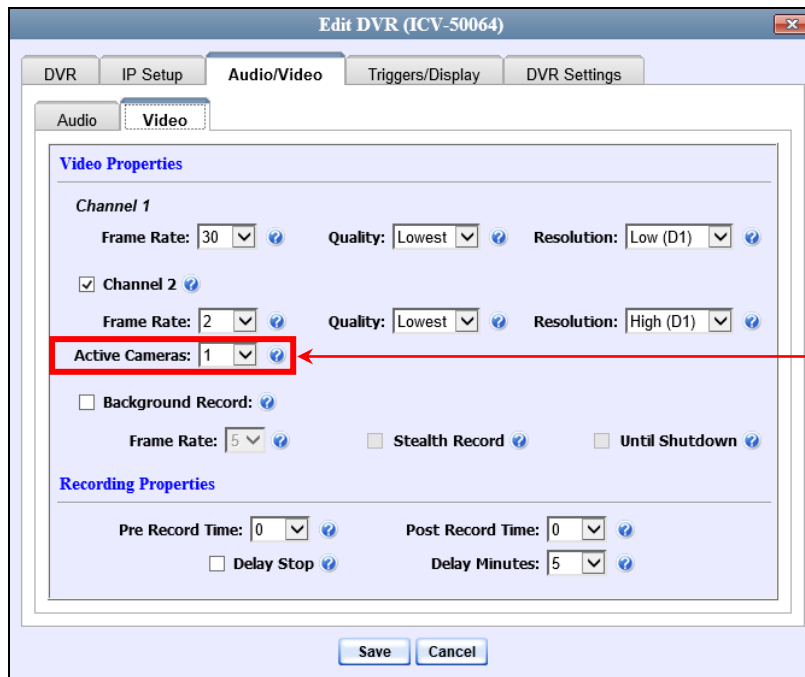 Edit DVR (ICV-50064)
DVR IP Setup Audio/Video Triggers/Display DVR Settings
Audio Video
Video Properties
Channel 1
Frame Rate: 30 Quality: Lowest Resolution: Low (D1)
Channel 2
Frame Rate: 2 Quality: Lowest Resolution: High (D1)
Active Cameras: 1
Background Record:
Frame Rate: 5 Stealth Record Until Shutdown
Recording Properties
Pre Record Time: 0 Post Record Time: 0
Delay Stop Delay Minutes: 5
Save Cancel